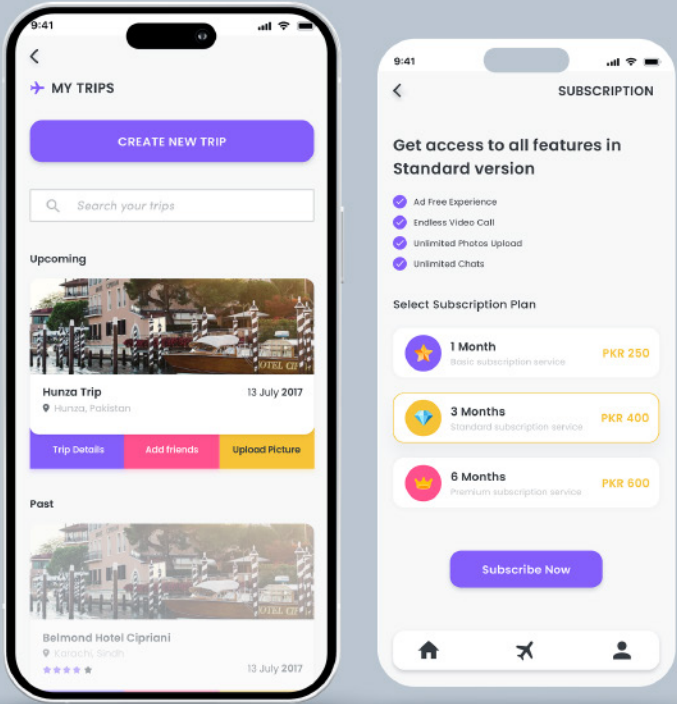 9:41
MY TRIPS
CREATE NEW TRIP
Search your trips
Upcoming
Hunza Trip
13 July 2017
Hunza, Pakistan
Trip Details
Add friends
Upload Picture
Past
Belmond Hotel Cipriani
Karachi, Sindh
13 July 2017
9:41
SUBSCRIPTION
Get access to all features in
Standard version
Ad Free Experience
Endless Video Call
Unlimited Photos Upload
Unlimited Chats
Select Subscription Plan
1 Month
Basic subscription service
PKR 250
3 Months
Standard subscription service
PKR 400
6 Months
Premium subscription service
PKR 600
Subscribe Now